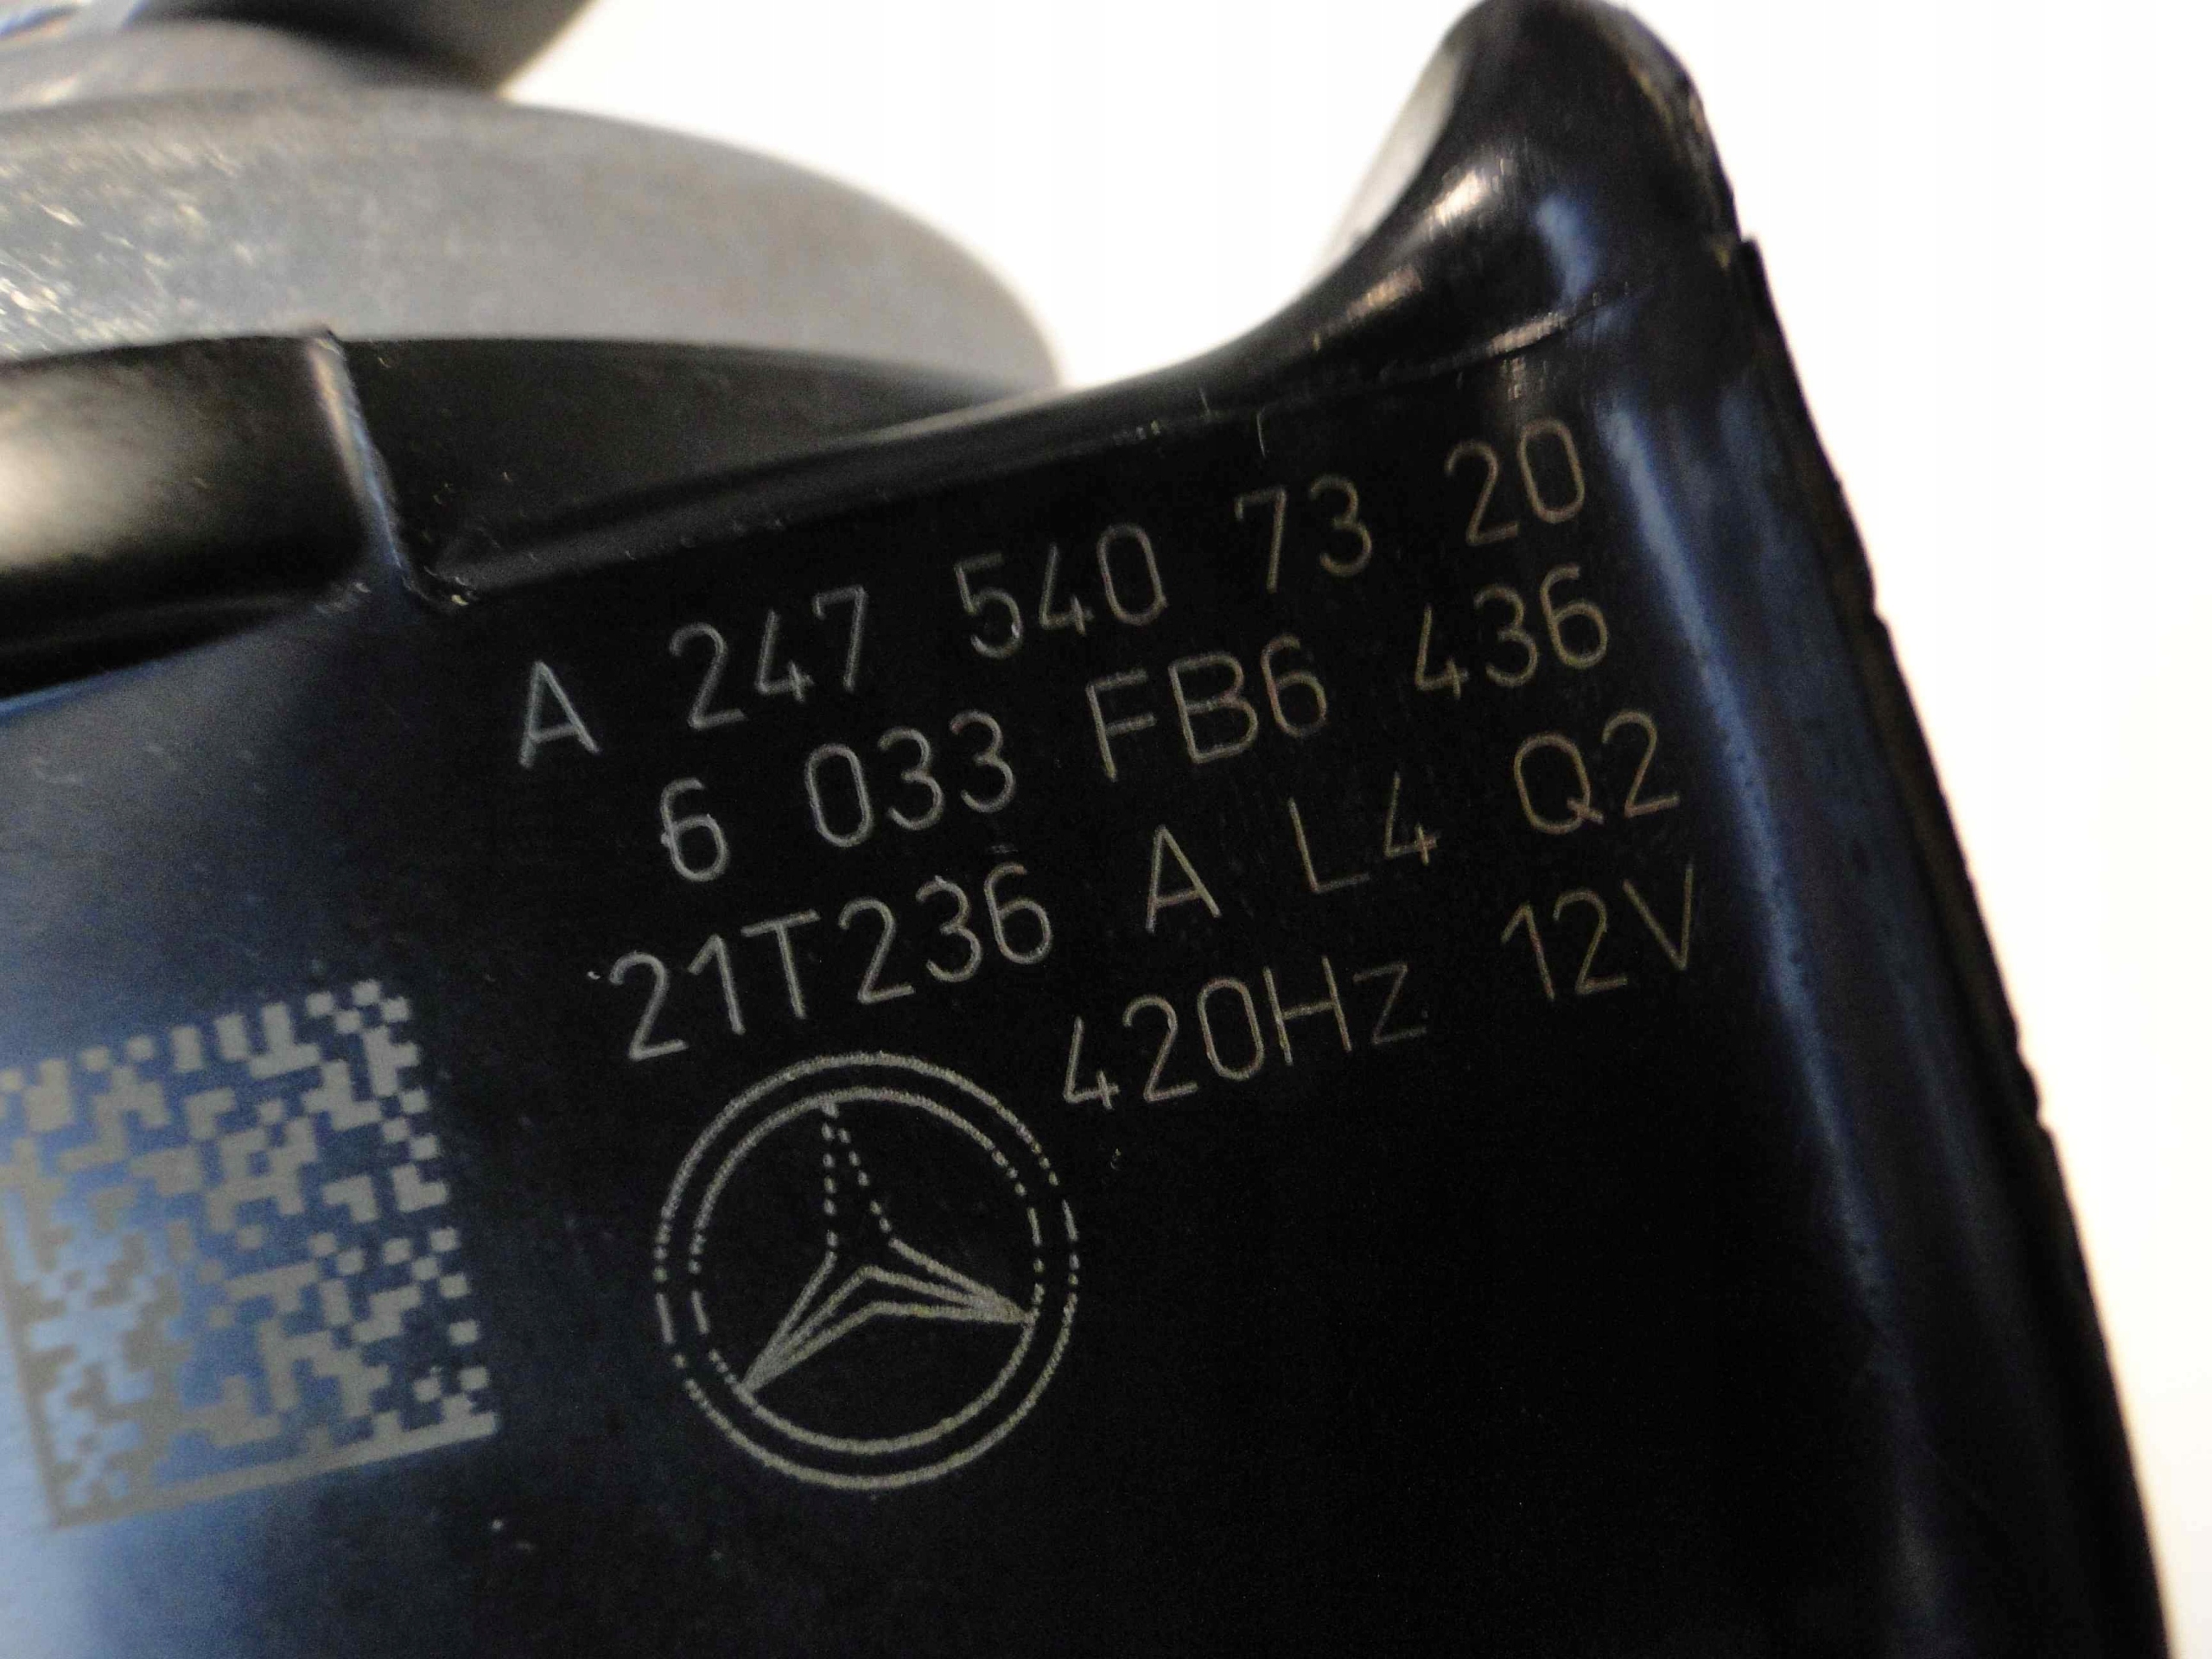 A 247 540 73 20
6 033 FB6 436
21T236 A L4 Q2
420Hz 12V